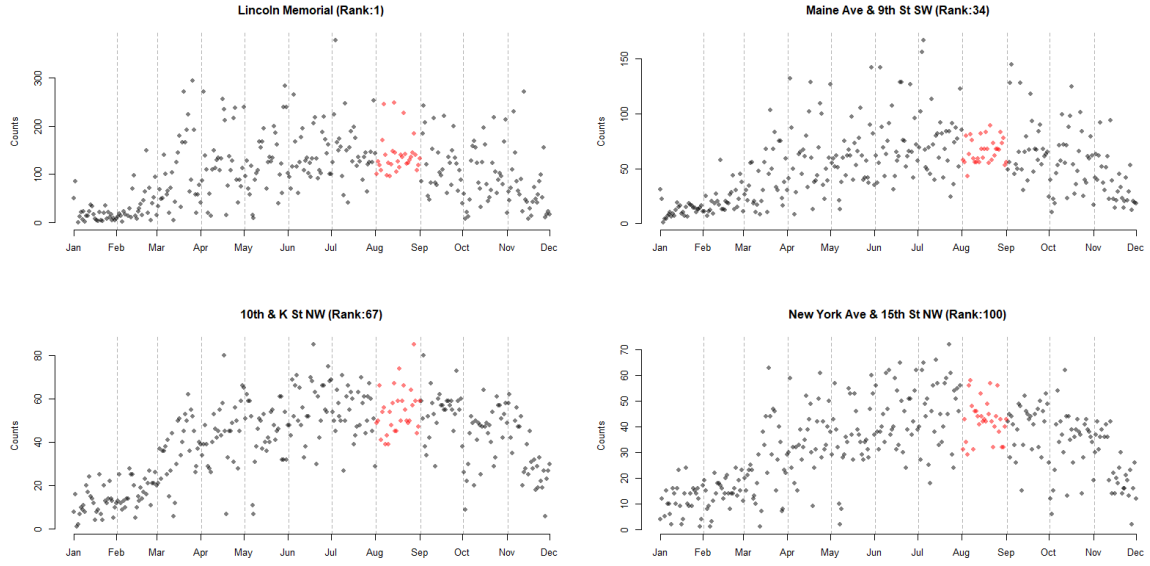 Lincoln Memorial (Rank:1)
Counts
300
200
100
0
Jan Feb Mar Apr May Jun Jul Aug Sep Oct Nov Dec
Maine Ave & 9th St SW (Rank:34)
Counts
150
100
50
0
Jan Feb Mar Apr May Jun Jul Aug Sep Oct Nov Dec
10th & K St NW (Rank:67)
Counts
80
60
40
20
0
Jan Feb Mar Apr May Jun Jul Aug Sep Oct Nov Dec
New York Ave & 15th St NW (Rank:100)
Counts
70
60
50
40
30
20
10
0
Jan Feb Mar Apr May Jun Jul Aug Sep Oct Nov Dec